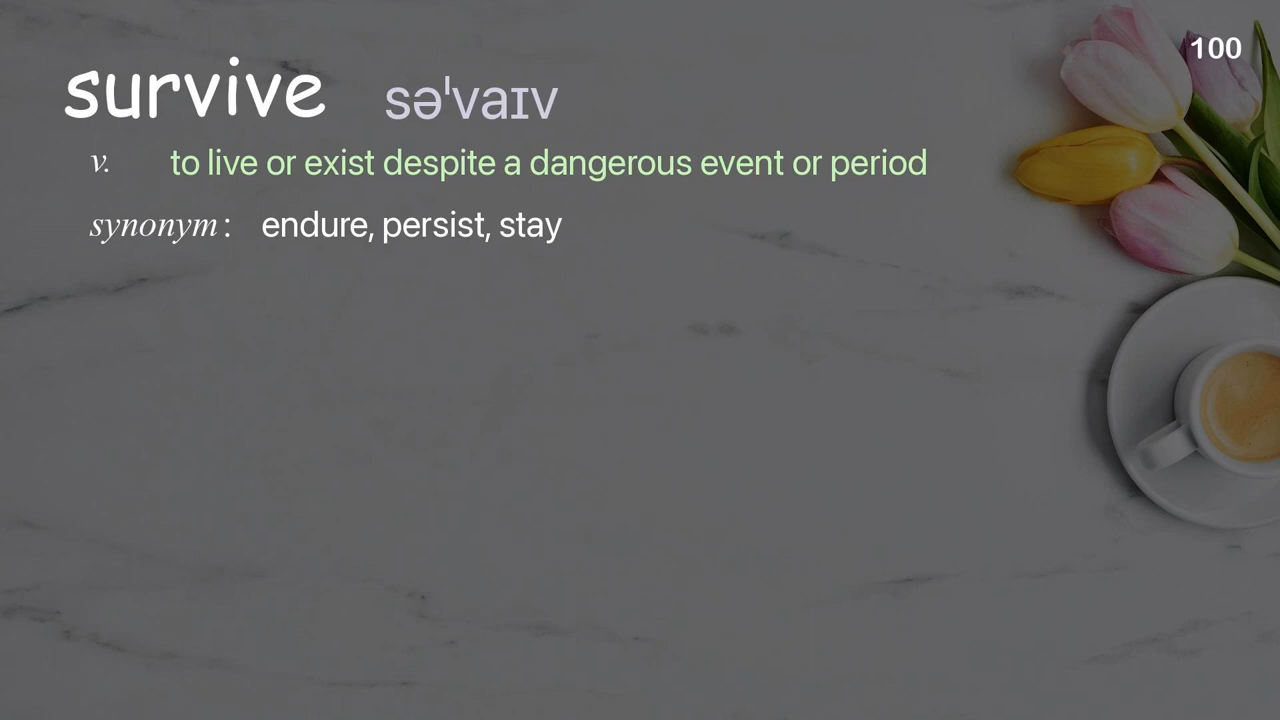 100
survive səˈvaɪv
v. to live or exist despite a dangerous event or period
synonym: endure, persist, stay